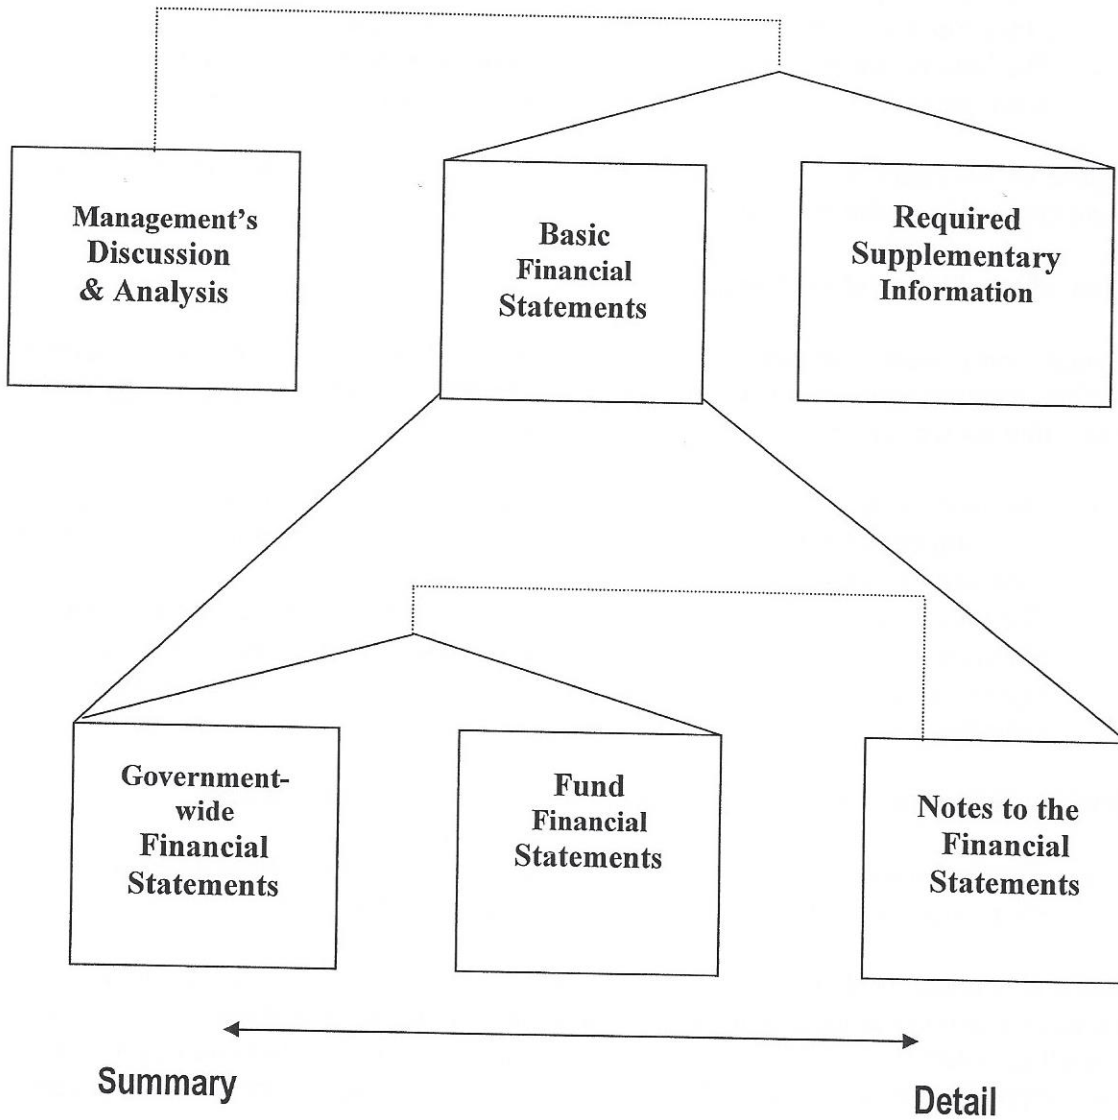 Management’s
Discussion
& Analysis
Basic
Financial
Statements
Required
Supplementary
Information
Government-
wide
Financial
Statements
Fund
Financial
Statements
Notes to the
Financial
Statements
Summary
Detail